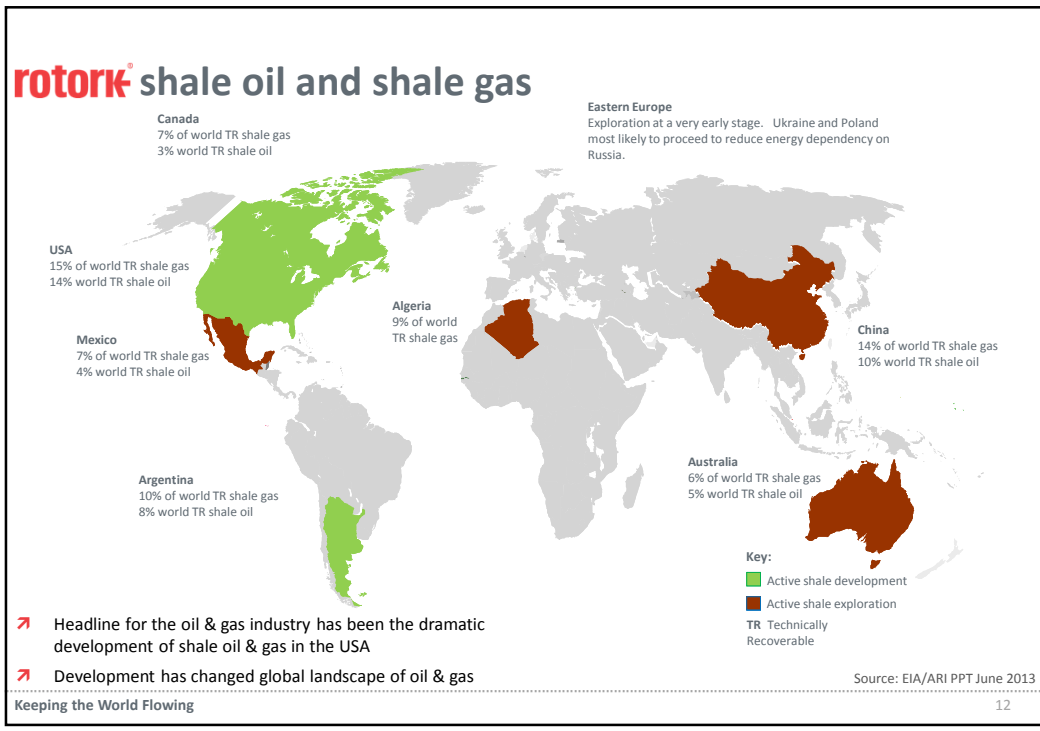 rotork® shale oil and shale gas
Canada
7% of world TR shale gas
3% world TR shale oil
Eastern Europe
Exploration at a very early stage. Ukraine and Poland
most likely to proceed to reduce energy dependency on
Russia.
USA
15% of world TR shale gas
14% world TR shale oil
Algeria
9% of world
TR shale gas
Mexico
7% of world TR shale gas
4% world TR shale oil
China
14% of world TR shale gas
10% world TR shale oil
Argentina
10% of world TR shale gas
8% world TR shale oil
Australia
6% of world TR shale gas
5% world TR shale oil
Key:
Active shale development
Active shale exploration
TR Technically
Recoverable
Headline for the oil & gas industry has been the dramatic
development of shale oil & gas in the USA
Development has changed global landscape of oil & gas
Source: EIA/ARI PPT June 2013
Keeping the World Flowing
12